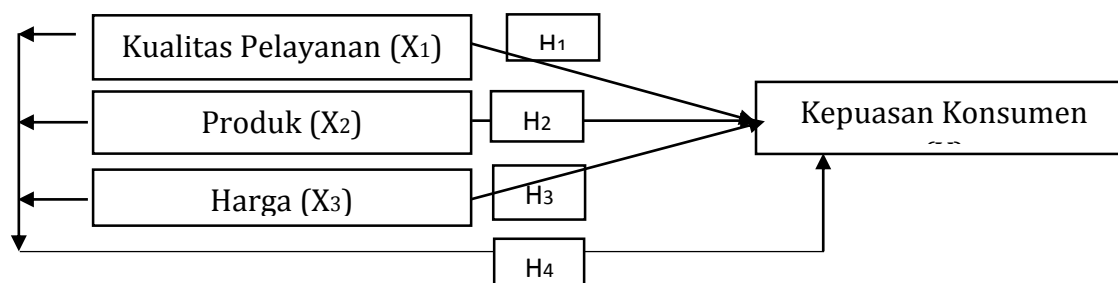 Kualitas Pelayanan (X1)
H1
Produk (X2)
H2
Kepuasan Konsumen
Harga (X3)
H3
H4